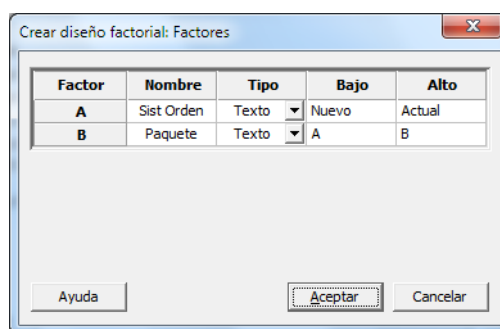 Crear diseño factorial: Factores
Factor Nombre Tipo Bajo Alto
A Sist Orden Texto Nuevo Actual
B Paquete Texto A B
Ayuda Aceptar Cancelar